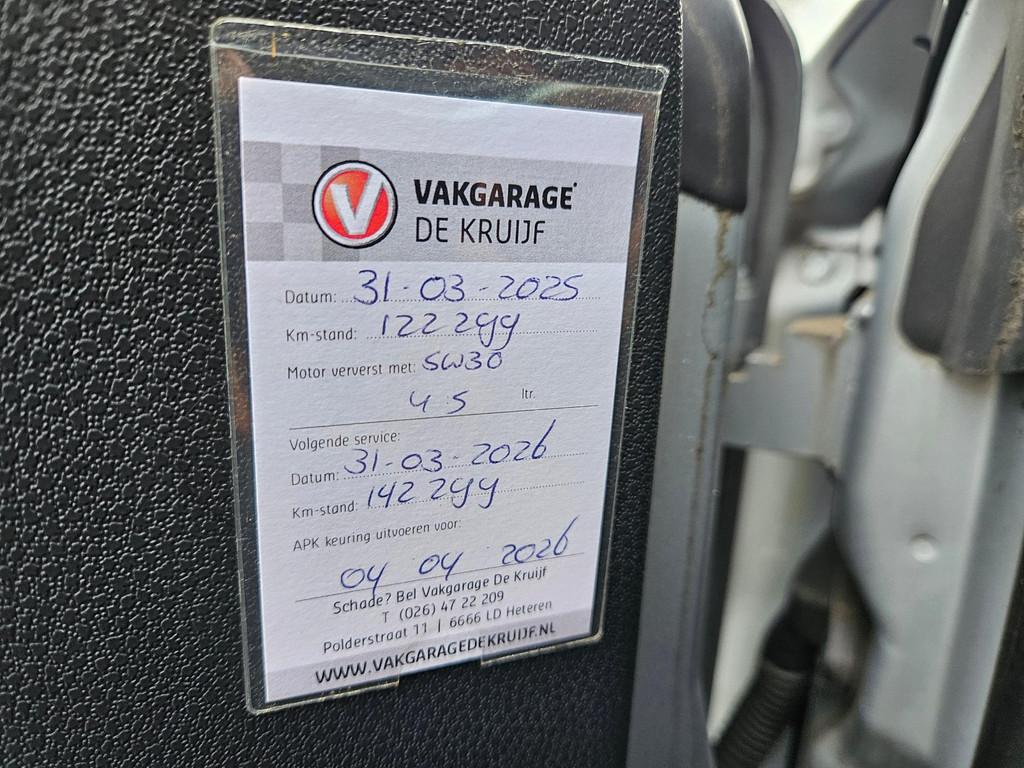 VAKGARAGE
DE KRUIJF
Datum: 31-03-2025
Km-stand: 122 299
Motor ververst met: 5W30
4 5 ltr.
Volgende service:
Datum: 31-03-2026
Km-stand: 142 299
APK keuring uitvoeren voor:
04 04 2026
Schade? Bel Vakgarage De Kruijf
T (026) 47 22 209
Polderstraat 11 | 6666 LD Heteren
WWW.VAKGARAGEDEKRUIJF.NL